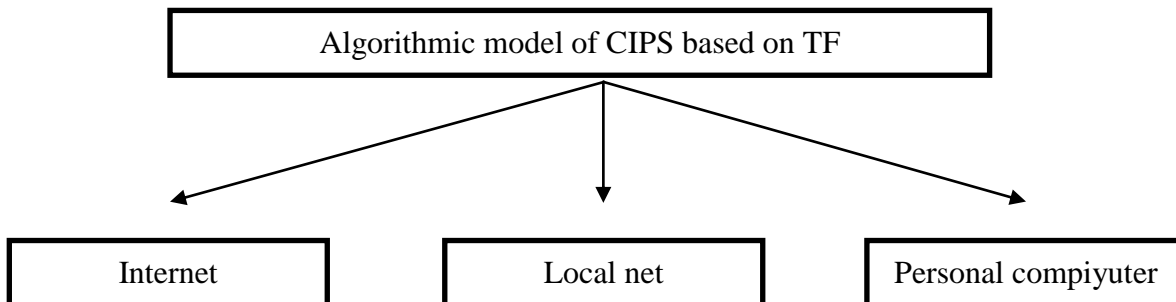 Algorithmic model of CIPS based on TF
Internet
Local net
Personal compiyuter